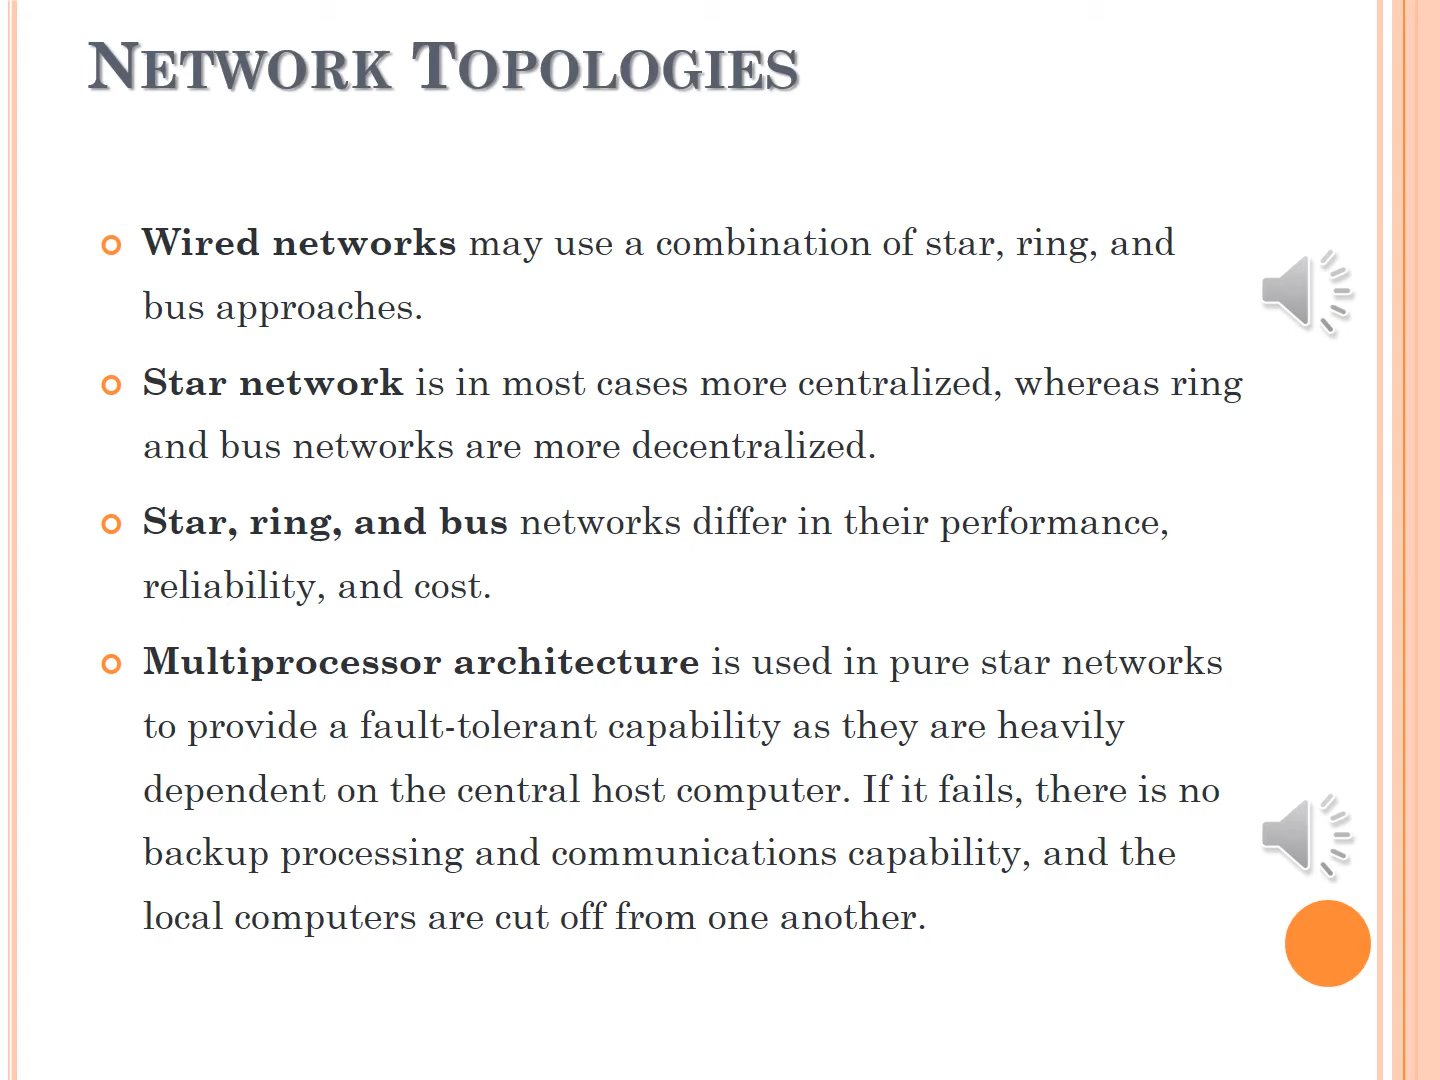 NETWORK TOPOLOGIES
Wired networks may use a combination of star, ring, and
bus approaches.
Star network is in most cases more centralized, whereas ring
and bus networks are more decentralized.
Star, ring, and bus networks differ in their performance,
reliability, and cost.
Multiprocessor architecture is used in pure star networks
to provide a fault-tolerant capability as they are heavily
dependent on the central host computer. If it fails, there is no
backup processing and communications capability, and the
local computers are cut off from one another.